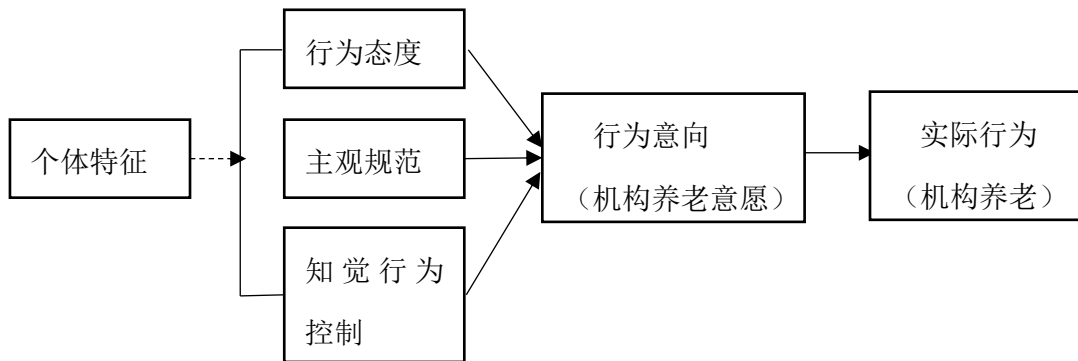 个体特征
行为态度
主观规范
知觉行为
控制
行为意向
（机构养老意愿）
实际行为
（机构养老）